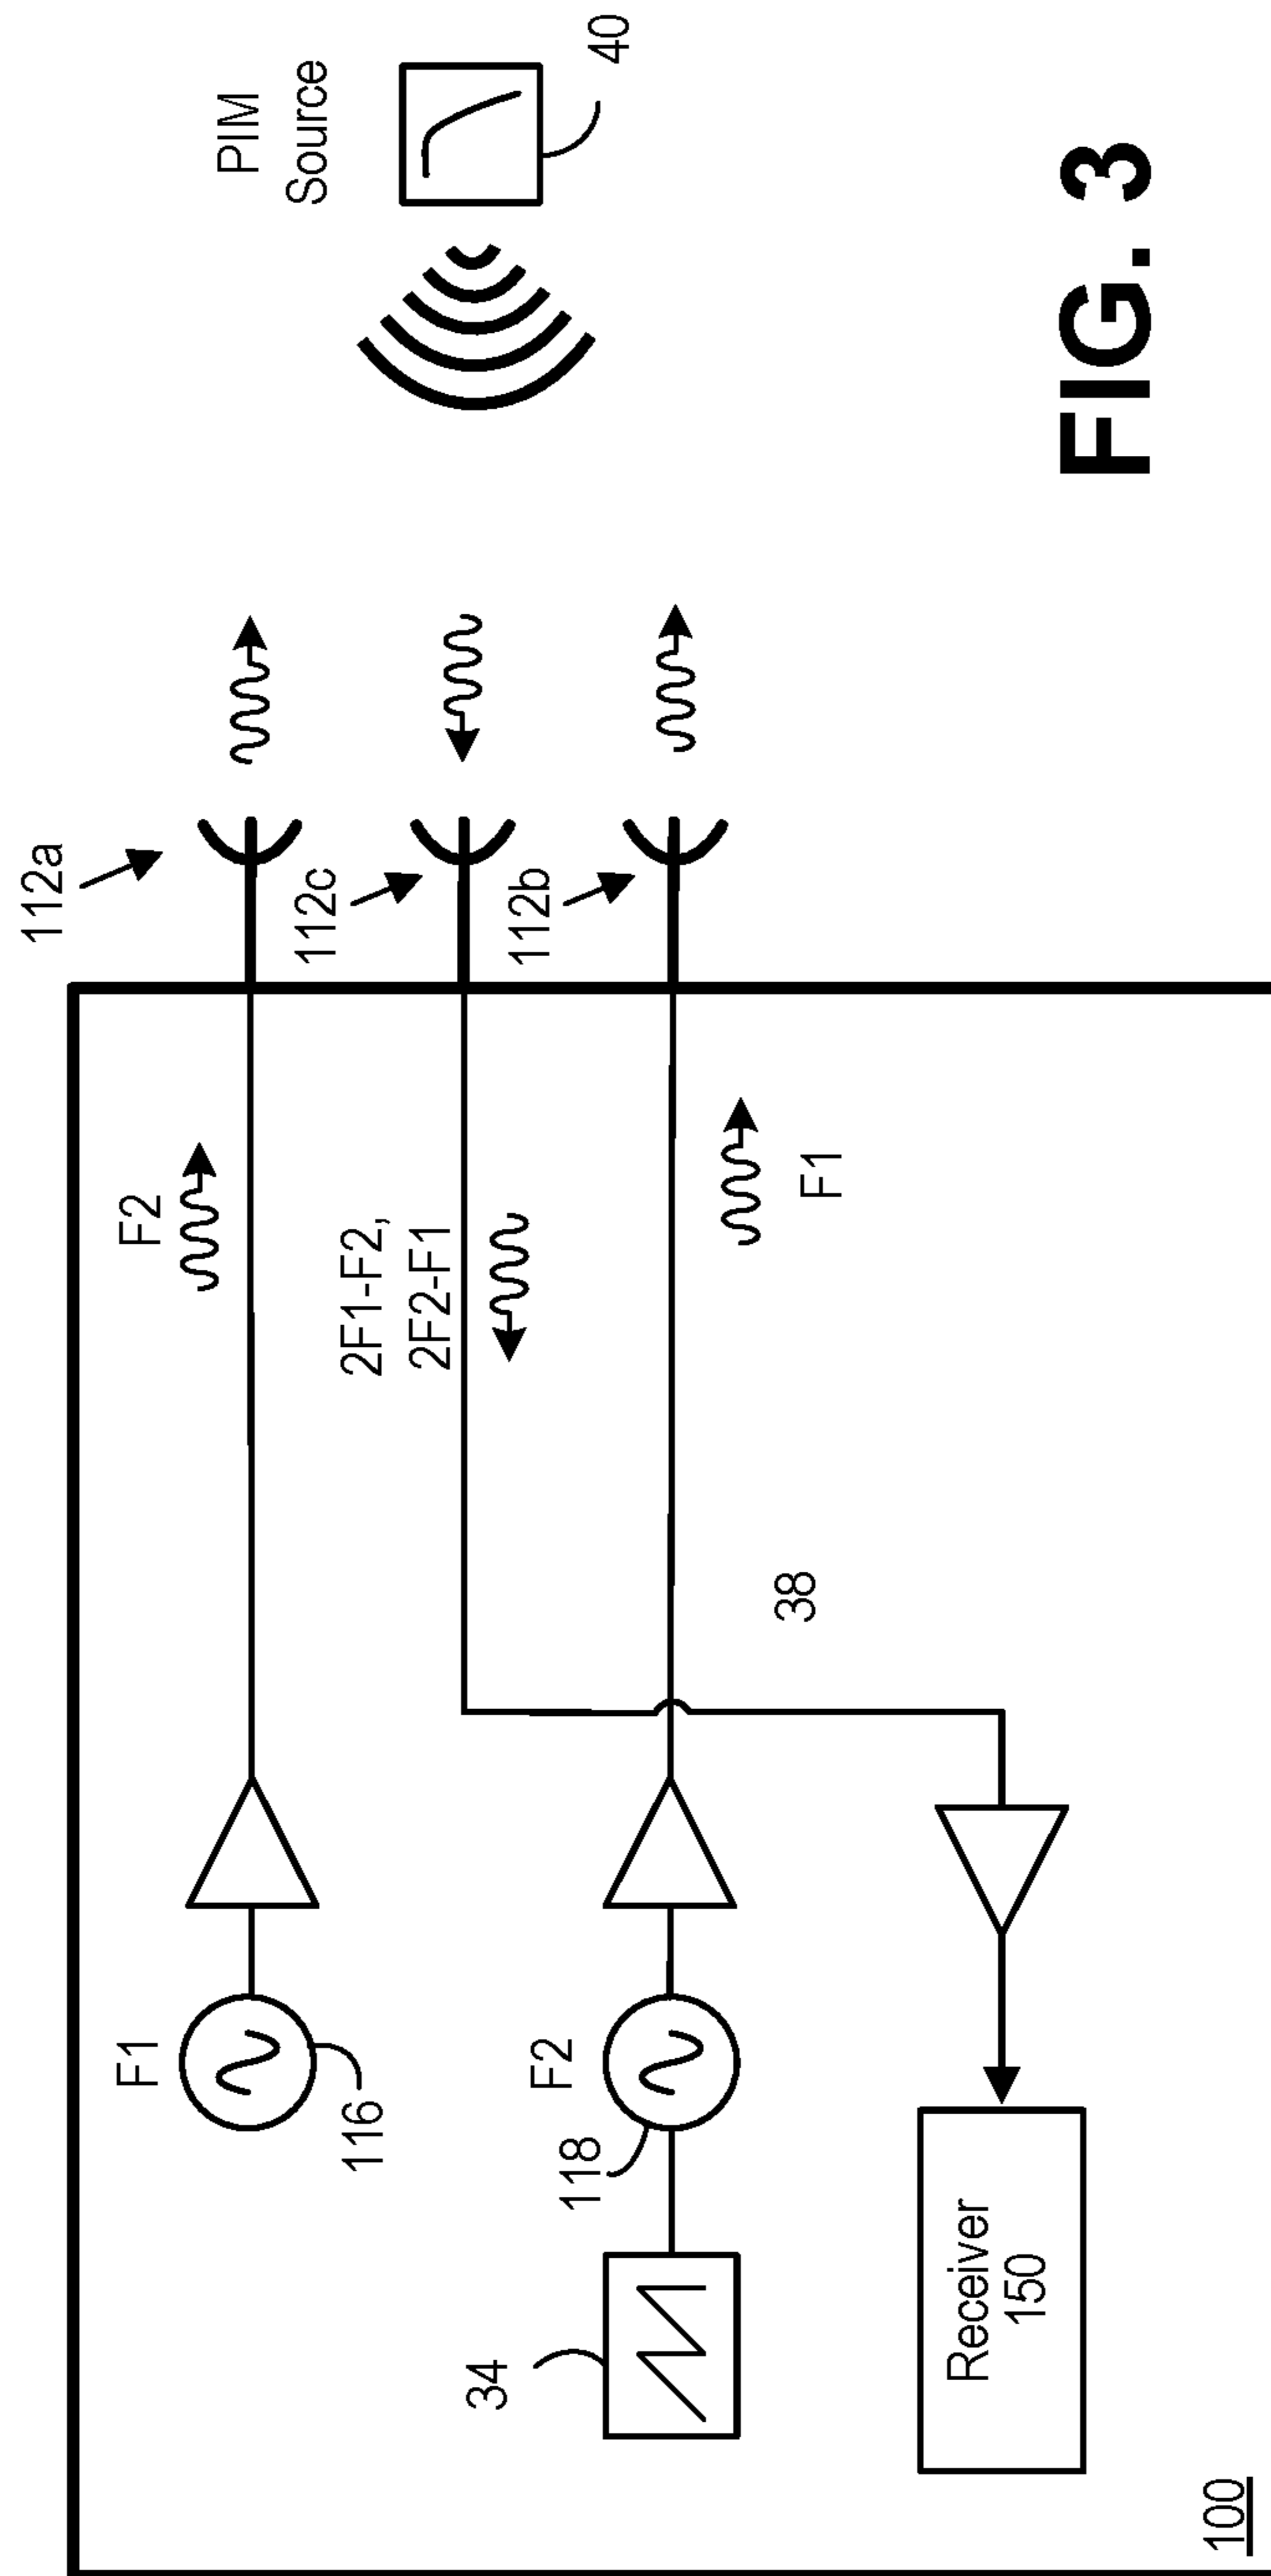 112a
PIM
Source
40
F1
F2
116
112c
2F1-F2,
2F2-F1
112b
F2
118
34
F1
38
Receiver
150
100
FIG. 3